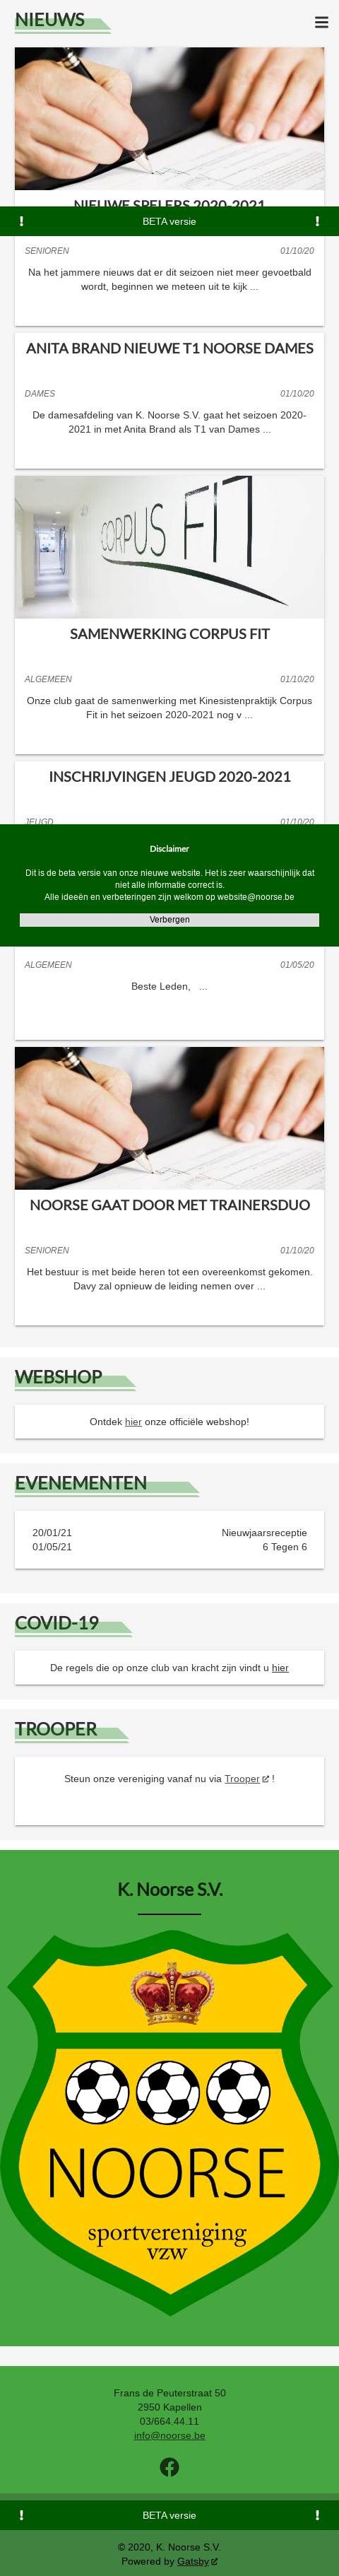 NIEUWS
NIEUWE SPELERS 2020-2021
BETA versie
SENIOREN 01/10/20
Na het jammere nieuws dat er dit seizoen niet meer gevoetbald
wordt, beginnen we meteen uit te kijk ...
ANITA BRAND NIEUWE T1 NOORSE DAMES
DAMES 01/10/20
De damesafdeling van K. Noorse S.V. gaat het seizoen 2020-
2021 in met Anita Brand als T1 van Dames ...
CORPUS FIT
SAMENWERKING CORPUS FIT
ALGEMEEN 01/10/20
Onze club gaat de samenwerking met Kinesistenpraktijk Corpus
Fit in het seizoen 2020-2021 nog v ...
INSCHRIJVINGEN JEUGD 2020-2021
JEUGD 01/10/20
Disclaimer
Dit is de beta versie van onze nieuwe website. Het is zeer waarschijnlijk dat
niet alle informatie correct is.
Alle ideeën en verbeteringen zijn welkom op website@noorse.be
Verbergen
ALGEMEEN 01/05/20
Beste Leden, ...
NOORSE GAAT DOOR MET TRAINERSDUO
SENIOREN 01/10/20
Het bestuur is met beide heren tot een overeenkomst gekomen.
Davy zal opnieuw de leiding nemen over ...
WEBSHOP
Ontdek hier onze officiële webshop!
EVENEMENTEN
20/01/21 Nieuwjaarsreceptie
01/05/21 6 Tegen 6
COVID-19
De regels die op onze club van kracht zijn vindt u hier
TROOPER
Steun onze vereniging vanaf nu via Trooper !
K. Noorse S.V.
NOORSE
sportvereniging
vzw
Frans de Peuterstraat 50
2950 Kapellen
03/664.44.11
info@noorse.be
BETA versie
© 2020, K. Noorse S.V.
Powered by Gatsby